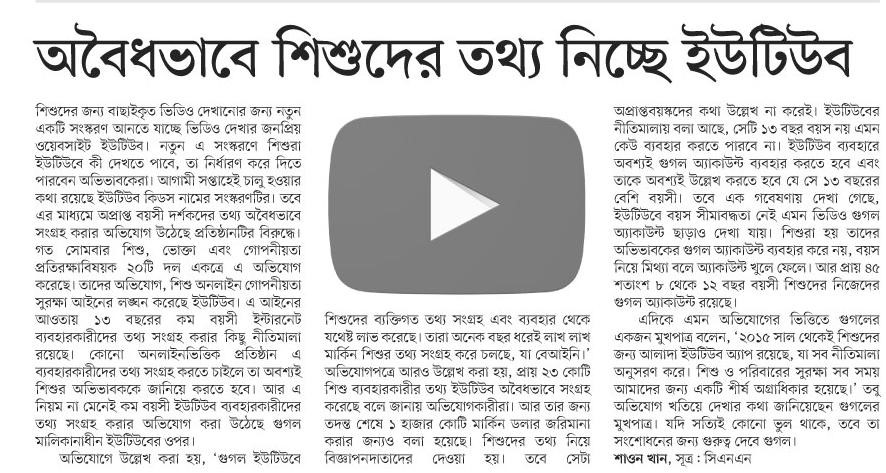 অবৈধভাবে শিশুদের তথ্য নিচ্ছে ইউটিউব
শিশুদের জন্য বাছাইকৃত ভিডিও দেখানোর জন্য নতুন
একটি সংস্করণ আনতে যাচ্ছে ভিডিও দেখার জনপ্রিয়
ওয়েবসাইট ইউটিউব। নতুন এ সংস্করণে শিশুরা
ইউটিউবে কী দেখতে পাবে, তা নির্ধারণ করে দিতে
পারবেন অভিভাবকেরা। আগামী সপ্তাহেই চালু হওয়ার
কথা রয়েছে ইউটিউব কিডস নামের সংস্করণটির। তবে
এর মাধ্যমে অপ্রাপ্ত বয়সী দর্শকদের তথ্য অবৈধভাবে
সংগ্রহ করার অভিযোগ উঠেছে প্রতিষ্ঠানটির বিরুদ্ধে।
গত সোমবার শিশু, ভোক্তা এবং গোপনীয়তা
প্রতিরক্ষাবিষয়ক ২০টি দল একত্রে এ অভিযোগ
করেছে। তাদের অভিযোগ, শিশু অনলাইন গোপনীয়তা
সুরক্ষা আইনের লঙ্ঘন করেছে ইউটিউব। এ আইনের
আওতায় ১৩ বছরের কম বয়সী ইন্টারনেট
ব্যবহারকারীদের তথ্য সংগ্রহ করার কিছু নীতিমালা
রয়েছে। কোনো অনলাইনভিত্তিক প্রতিষ্ঠান এ
ব্যবহারকারীদের তথ্য সংগ্রহ করতে চাইলে তা অবশ্যই
শিশুর অভিভাবককে জানিয়ে করতে হবে। আর এ
নিয়ম না মেনেই কম বয়সী ইউটিউব ব্যবহারকারীদের
তথ্য সংগ্রহ করার অভিযোগ করা উঠেছে গুগল
মালিকানাধীন ইউটিউবের ওপর।
অভিযোগে উল্লেখ করা হয়, ‘গুগল ইউটিউবে
শিশুদের ব্যক্তিগত তথ্য সংগ্রহ এবং ব্যবহার থেকে
যথেষ্ট লাভ করেছে। তারা অনেক বছর ধরেই লাখ লাখ
মার্কিন শিশুর তথ্য সংগ্রহ করে চলছে, যা বেআইনি।’
অভিযোগপত্রে আরও উল্লেখ করা হয়, প্রায় ২৩ কোটি
শিশু ব্যবহারকারীর তথ্য ইউটিউব অবৈধভাবে সংগ্রহ
করেছে বলে জানায় অভিযোগকারীরা। আর তার জন্য
তদন্ত শেষে ১ হাজার কোটি মার্কিন ডলার জরিমানা
করার জন্যও বলা হয়েছে। শিশুদের তথ্য নিয়ে
বিজ্ঞাপনদাতাদের দেওয়া হয়। তবে সেটা
অপ্রাপ্তবয়স্কদের কথা উল্লেখ না করেই। ইউটিউবের
নীতিমালায় বলা আছে, সেটি ১৩ বছর বয়স নয় এমন
কেউ ব্যবহার করতে পারবে না। ইউটিউব ব্যবহারে
অবশ্যই গুগল অ্যাকাউন্ট ব্যবহার করতে হবে এবং
তাকে অবশ্যই উল্লেখ করতে হবে যে সে ১৩ বছরের
বেশি বয়সী। তবে এক গবেষণায় দেখা গেছে,
ইউটিউবে বয়স সীমাবদ্ধতা নেই এমন ভিডিও গুগল
অ্যাকাউন্ট ছাড়াও দেখা যায়। শিশুরা হয় তাদের
অভিভাবকের গুগল অ্যাকাউন্ট ব্যবহার করে নয়, বয়স
নিয়ে মিথ্যা বলে অ্যাকাউন্ট খুলে ফেলে। আর প্রায় ৪৫
শতাংশ ৮ থেকে ১২ বছর বয়সী শিশুদের নিজেদের
গুগল অ্যাকাউন্ট রয়েছে।
এদিকে এমন অভিযোগের ভিত্তিতে গুগলের
একজন মুখপাত্র বলেন, ‘২০১৫ সাল থেকেই শিশুদের
জন্য আলাদা ইউটিউব অ্যাপ রয়েছে, যা সব নীতিমালা
অনুসরণ করে। শিশু ও পরিবারের সুরক্ষা সব সময়
আমাদের জন্য একটি শীর্ষ অগ্রাধিকার হয়েছে।’ তবু
অভিযোগ খতিয়ে দেখার কথা জানিয়েছেন গুগলের
মুখপাত্র। যদি সত্যিই কোনো ভুল থাকে, তবে তা
সংশোধনের জন্য গুরুত্ব দেবে গুগল।
শাওন খান, সূত্র : সিএনএন